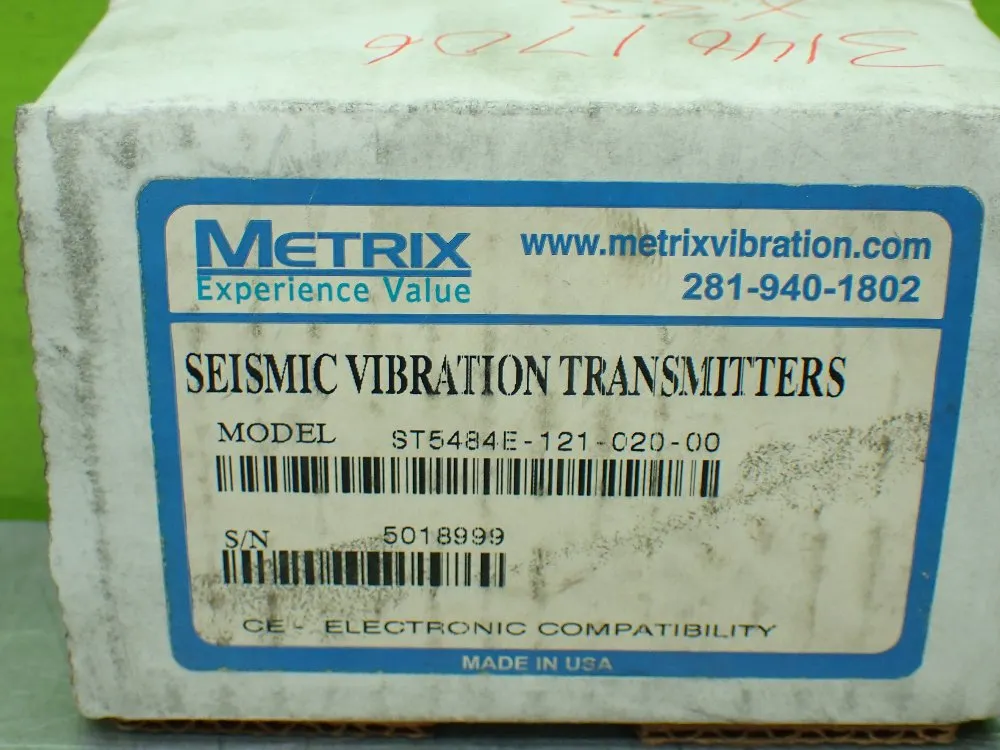 31461706
METRIX
Experience Value
www.metrixvibration.com
281-940-1802
SEISMIC VIBRATION TRANSMITTERS
MODEL ST5484E-121-020-00
S/N 5018999
CE - ELECTRONIC COMPATIBILITY
MADE IN USA